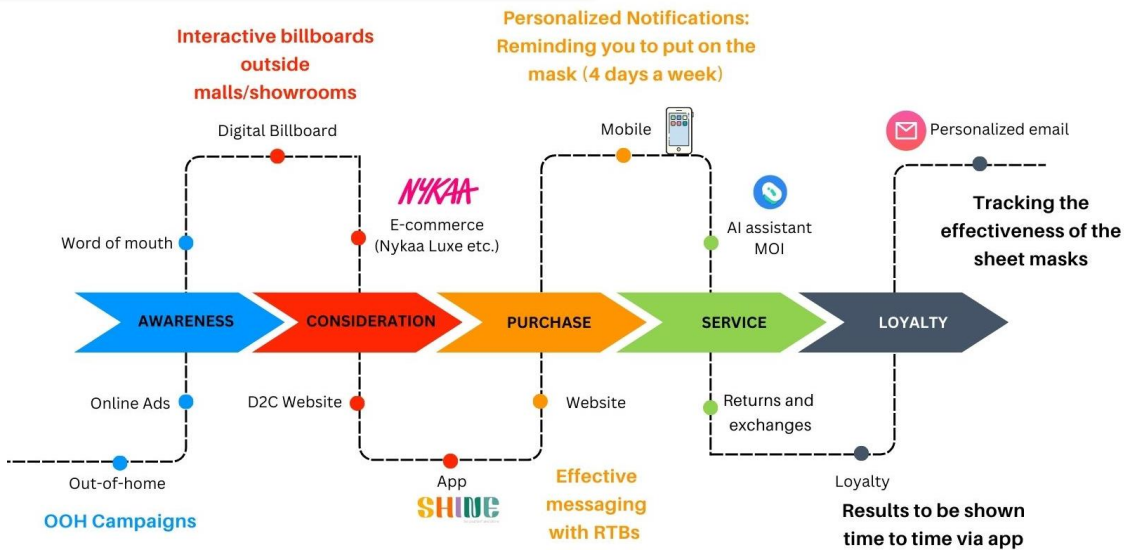 Personalized Notifications:
Reminding you to put on the
mask (4 days a week)
Interactive billboards
outside
malls/showrooms
Digital Billboard
Mobile
Personalized email
NYKAA
E-commerce
(Nykaa Luxe etc.)
Word of mouth
AI assistant
MOI
Tracking the
effectiveness of the
sheet masks
AWARENESS
CONSIDERATION
PURCHASE
SERVICE
LOYALTY
Online Ads
D2C Website
Website
Returns and
exchanges
Out-of-home
App
SHINE
Loyalty
OOH Campaigns
Effective
messaging
with RTBs
Results to be shown
time to time via app